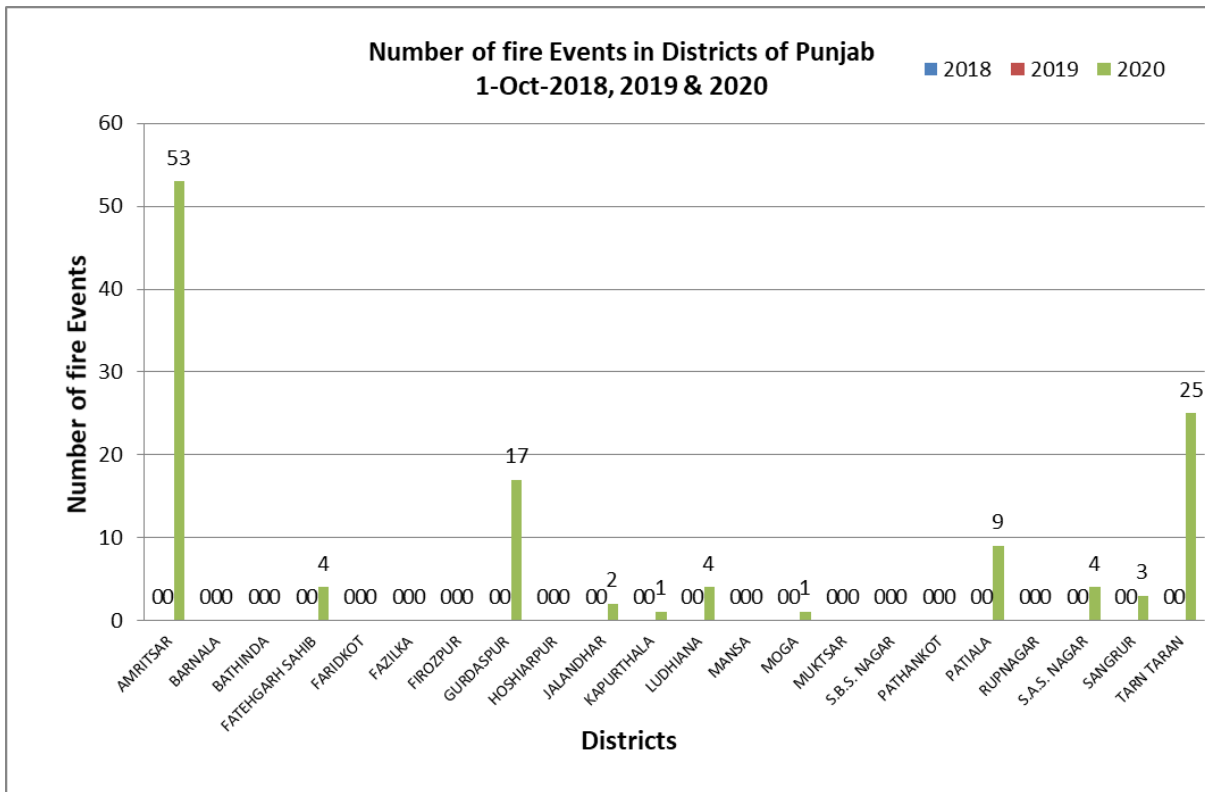 Number of fire Events in Districts of Punjab
1-Oct-2018, 2019 & 2020
2018 2019 2020
Number of fire Events
60
50
40
30
20
10
0
53
00
000
000
00 4
000
000
000
00 17
000
00 2
00 1
00 4
000
00 1
000
000
000
00 9
000
00 4
00 3
00 25
AMRITSAR
BARNALA
BATHINDA
FATEHGARH SAHIB
FARIDKOT
FAZILKA
FIROZPUR
GURDASPUR
HOSHIARPUR
JALANDHAR
KAPURTHALA
LUDHIANA
MANSA
MOGA
MUKTSAR
S.B.S. NAGAR
PATHANKOT
PATIALA
RUPNAGAR
S.A.S. NAGAR
SANGRUR
TARN TARAN
Districts